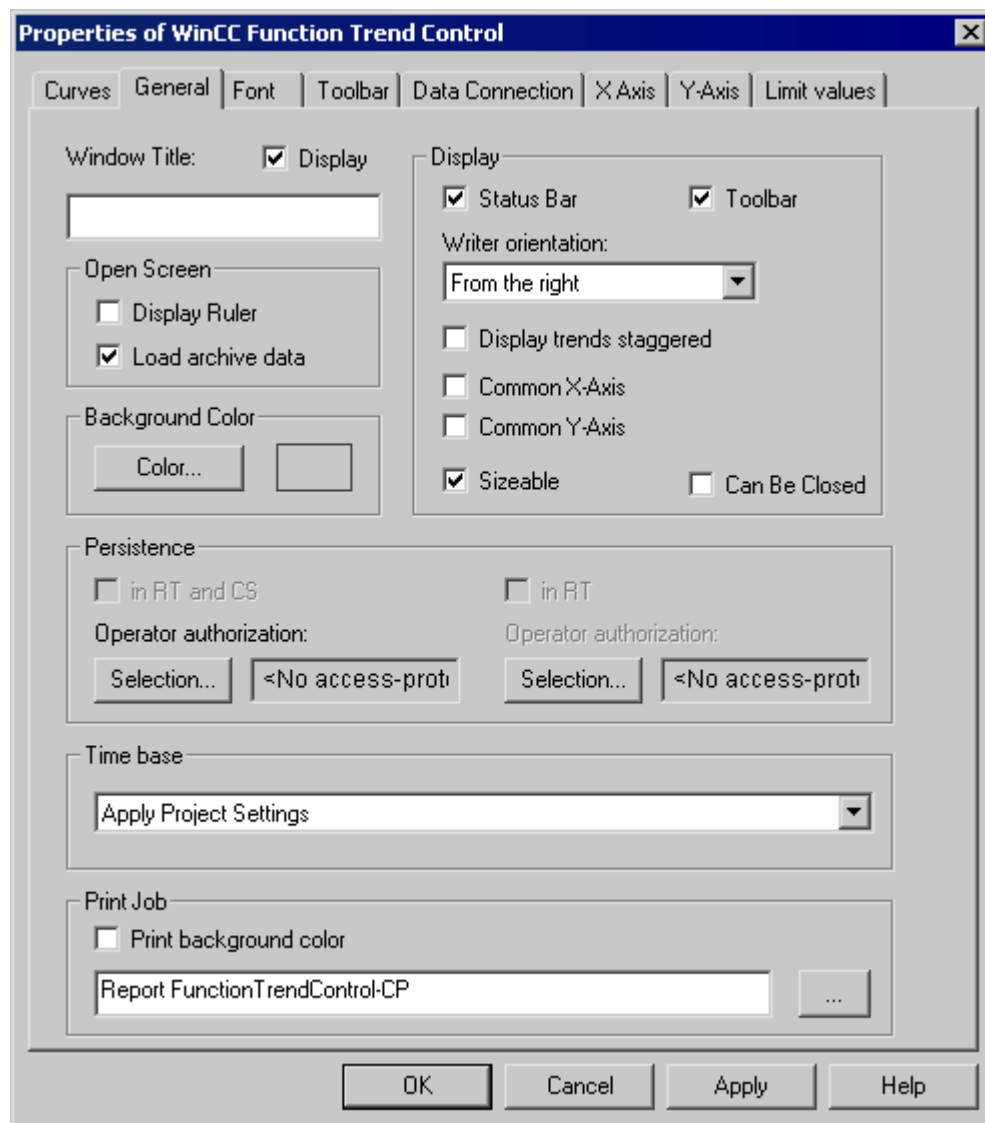 Properties of WinCC Function Trend Control
Curves General Font Toolbar Data Connection X Axis Y-Axis Limit values
Window Title: Display
Display
Status Bar Toolbar
Writer orientation:
From the right
Open Screen
Display Ruler
Load archive data
Display trends staggered
Common X-Axis
Common Y-Axis
Background Color
Color...
Sizeable Can Be Closed
Persistence
in RT and CS in RT
Operator authorization: Operator authorization:
Selection... <No access-prot Selection... <No access-prot
Time base
Apply Project Settings
Print Job
Print background color
Report FunctionTrendControl-CP
...
OK Cancel Apply Help